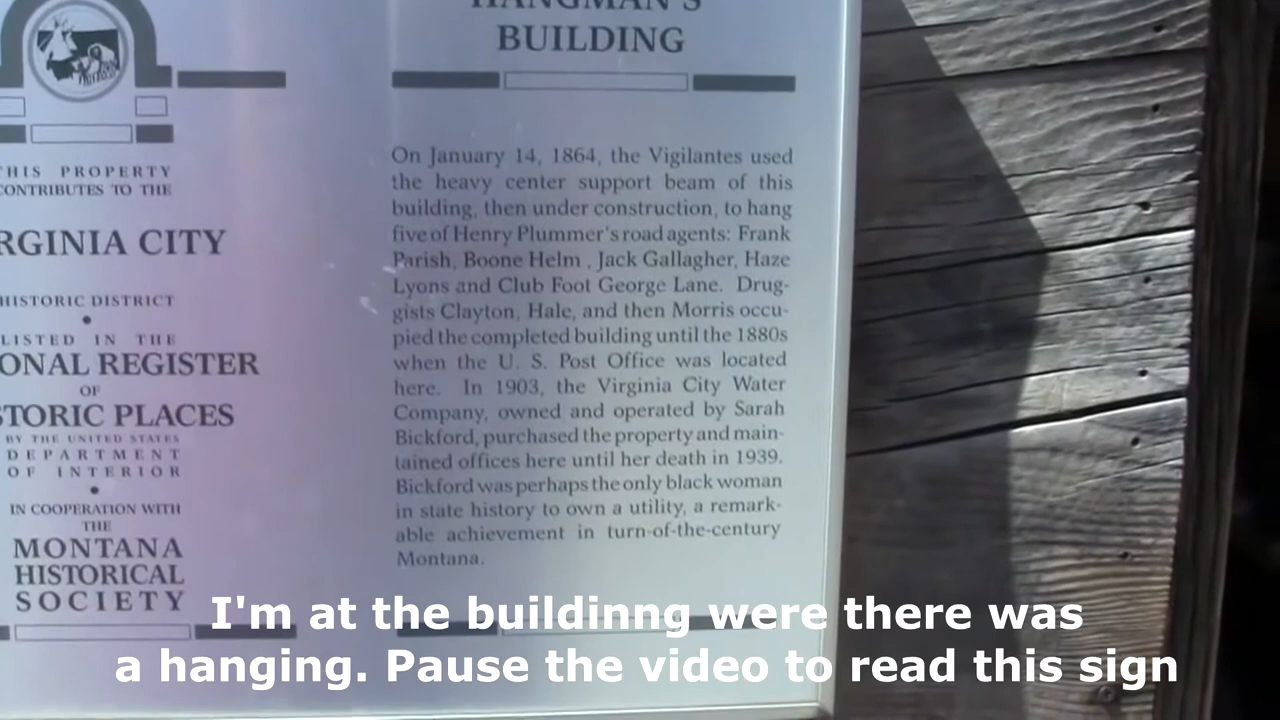 THIS PROPERTY
CONTRIBUTES TO THE
RGINIA CITY
HISTORIC DISTRICT
LISTED IN THE
ONAL REGISTER
OF
STORIC PLACES
BY THE UNITED STATES
DEPARTMENT
OF INTERIOR
IN COOPERATION WITH
THE
MONTANA
HISTORICAL
SOCIETY
HANGMAN'S
BUILDING
On January 14, 1864, the Vigilantes used
the heavy center support beam of this
building, then under construction, to hang
five of Henry Plummer's road agents: Frank
Parish, Boone Helm , Jack Gallagher, Haze
Lyons and Club Foot George Lane. Drug-
gists Clayton, Hale, and then Morris occu-
pied the completed building until the 1880s
when the U. S. Post Office was located
here. In 1903, the Virginia City Water
Company, owned and operated by Sarah
Bickford, purchased the property and main-
tained offices here until her death in 1939.
Bickford was perhaps the only black woman
in state history to own a utility, a remark-
able achievement in turn-of-the-century
Montana.
I'm at the buildinng were there was
a hanging. Pause the video to read this sign